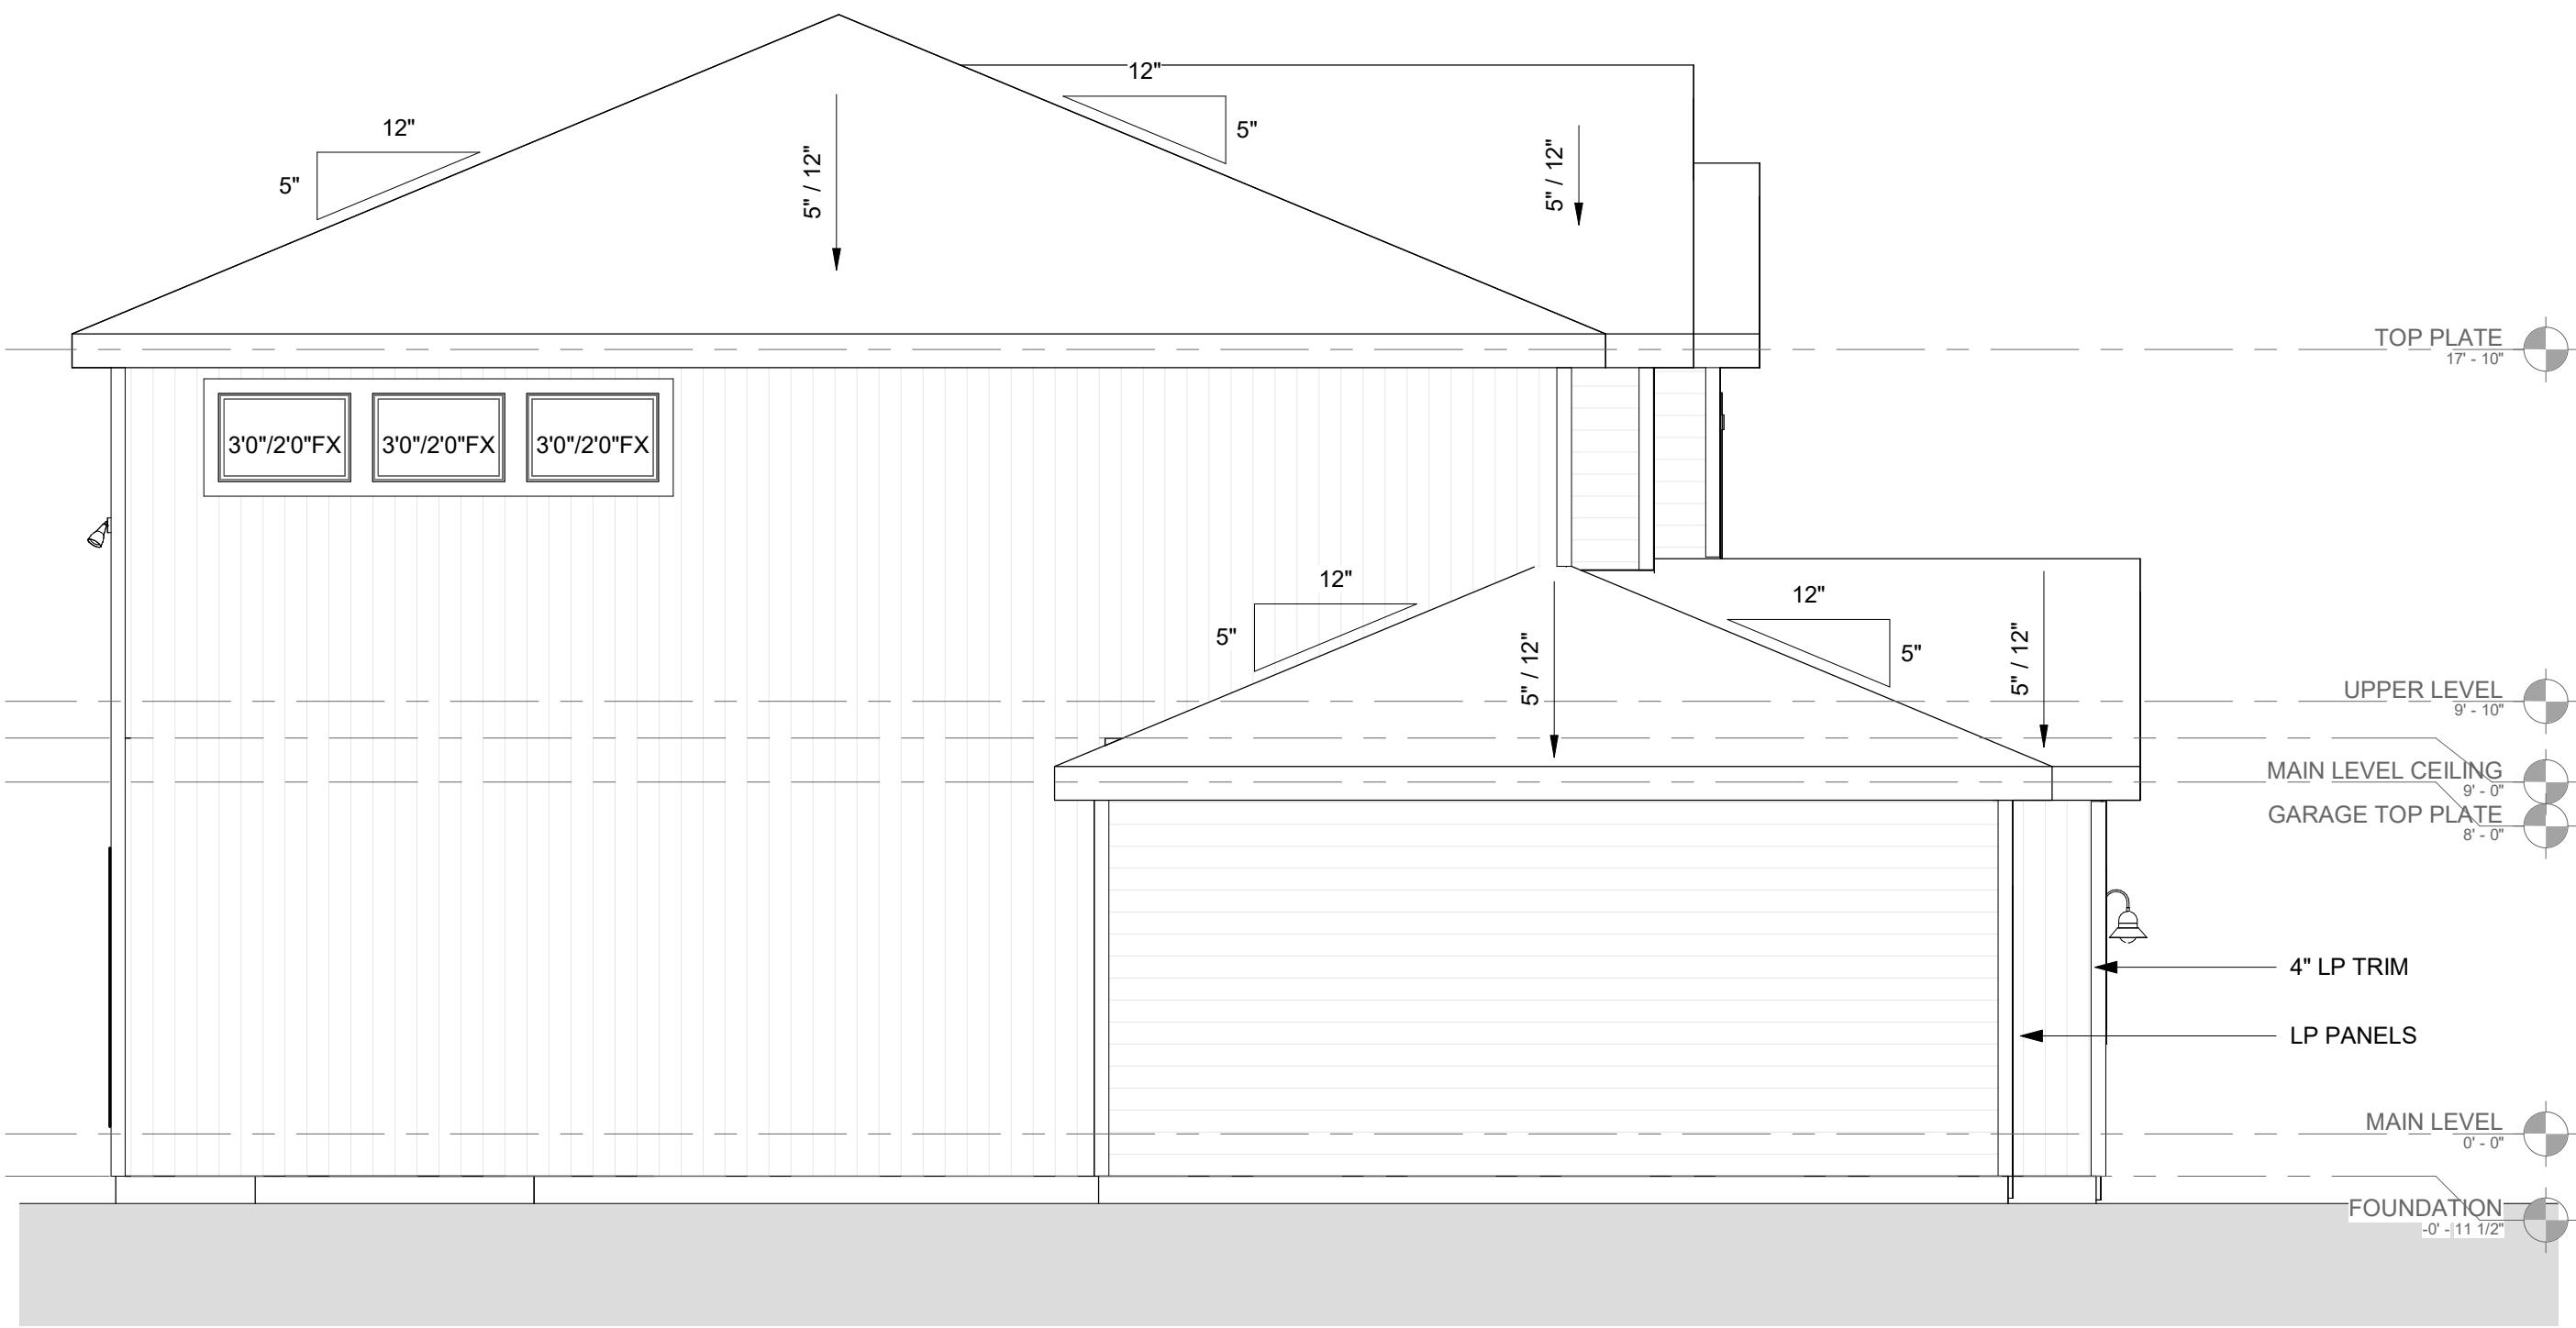 12"
12"
5"
5"
5" / 12"
5" / 12"
TOP PLATE
17' - 10"
3'0"/2'0"FX
3'0"/2'0"FX
3'0"/2'0"FX
12"
12"
5"
5"
5" / 12"
5" / 12"
UPPER LEVEL
9' - 10"
MAIN LEVEL CEILING
9' - 0"
GARAGE TOP PLATE
8' - 0"
4" LP TRIM
LP PANELS
MAIN LEVEL
0' - 0"
FOUNDATION
-0' - 11 1/2"